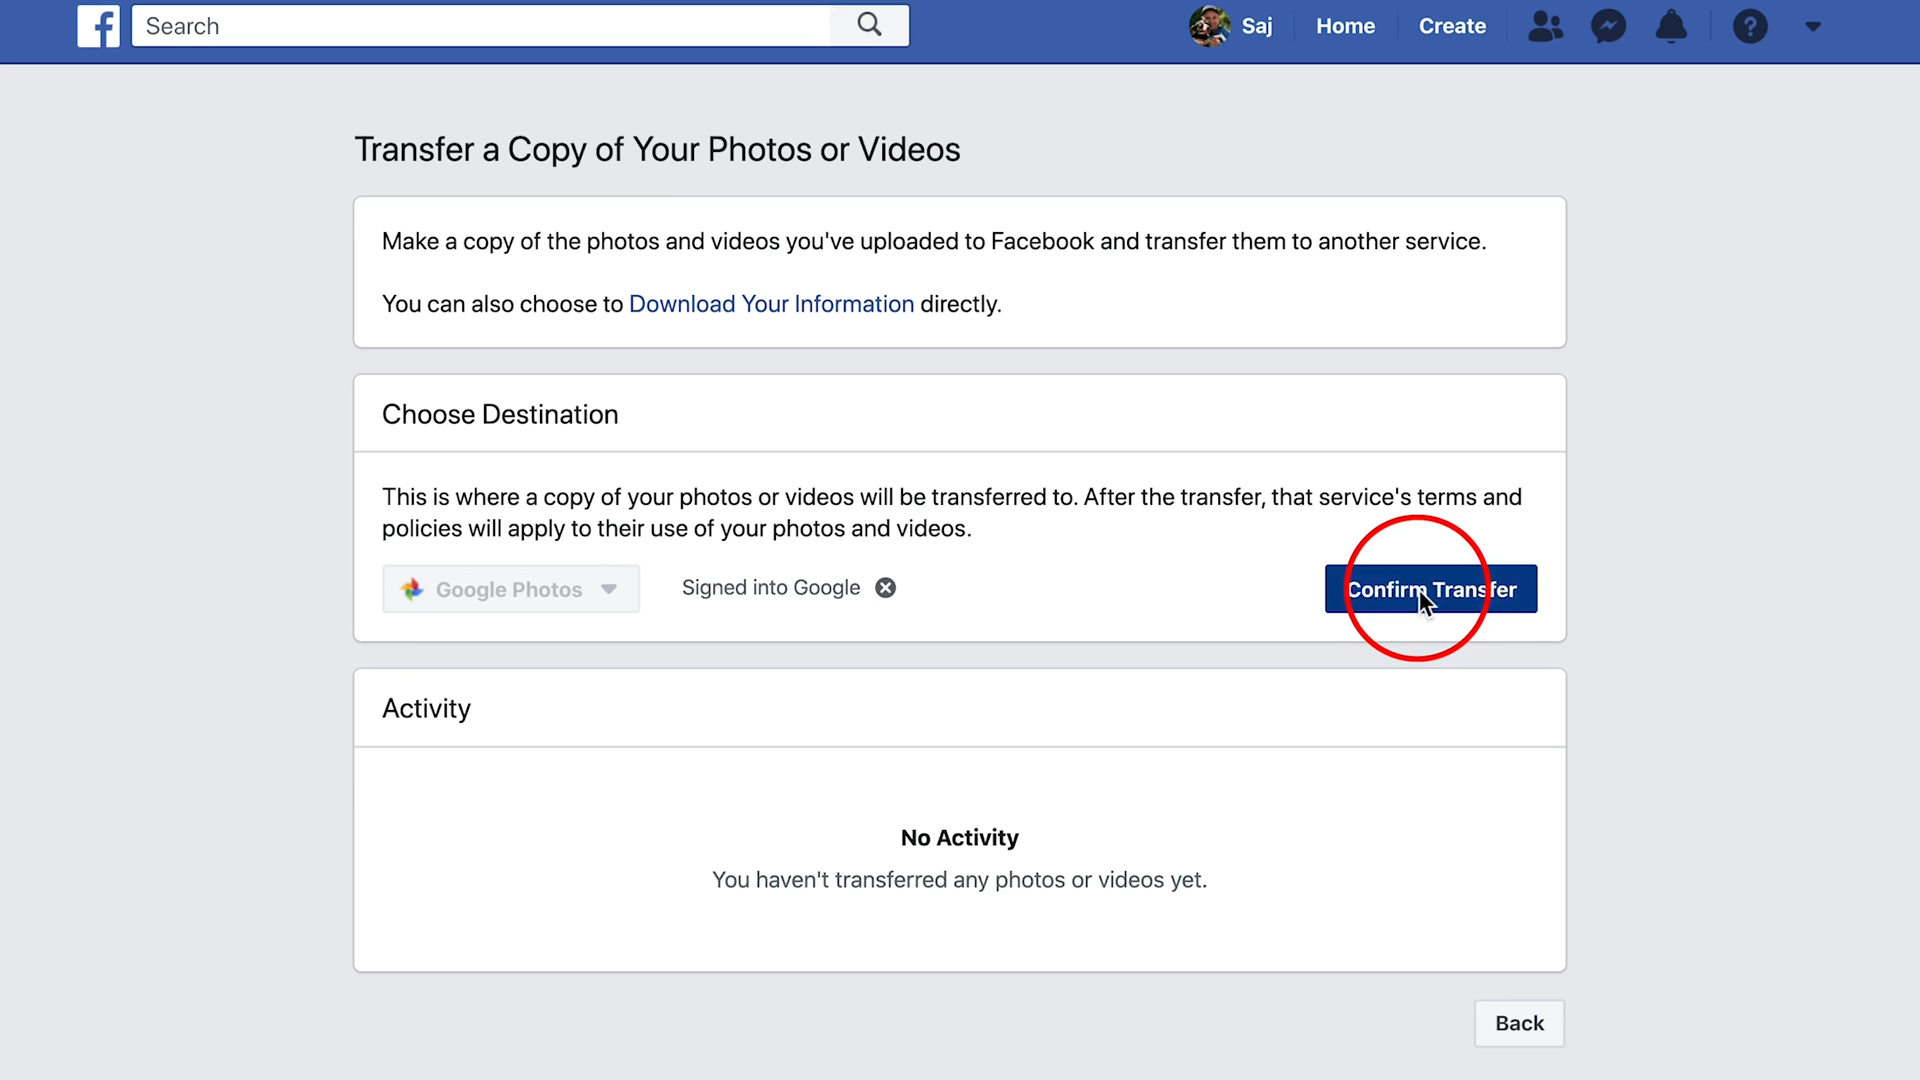 Search
Saj
Home
Create
Transfer a Copy of Your Photos or Videos
Make a copy of the photos and videos you've uploaded to Facebook and transfer them to another service.
You can also choose to Download Your Information directly.
Choose Destination
This is where a copy of your photos or videos will be transferred to. After the transfer, that service's terms and
policies will apply to their use of your photos and videos.
Google Photos
Signed into Google
Confirm Transfer
Activity
No Activity
You haven't transferred any photos or videos yet.
Back